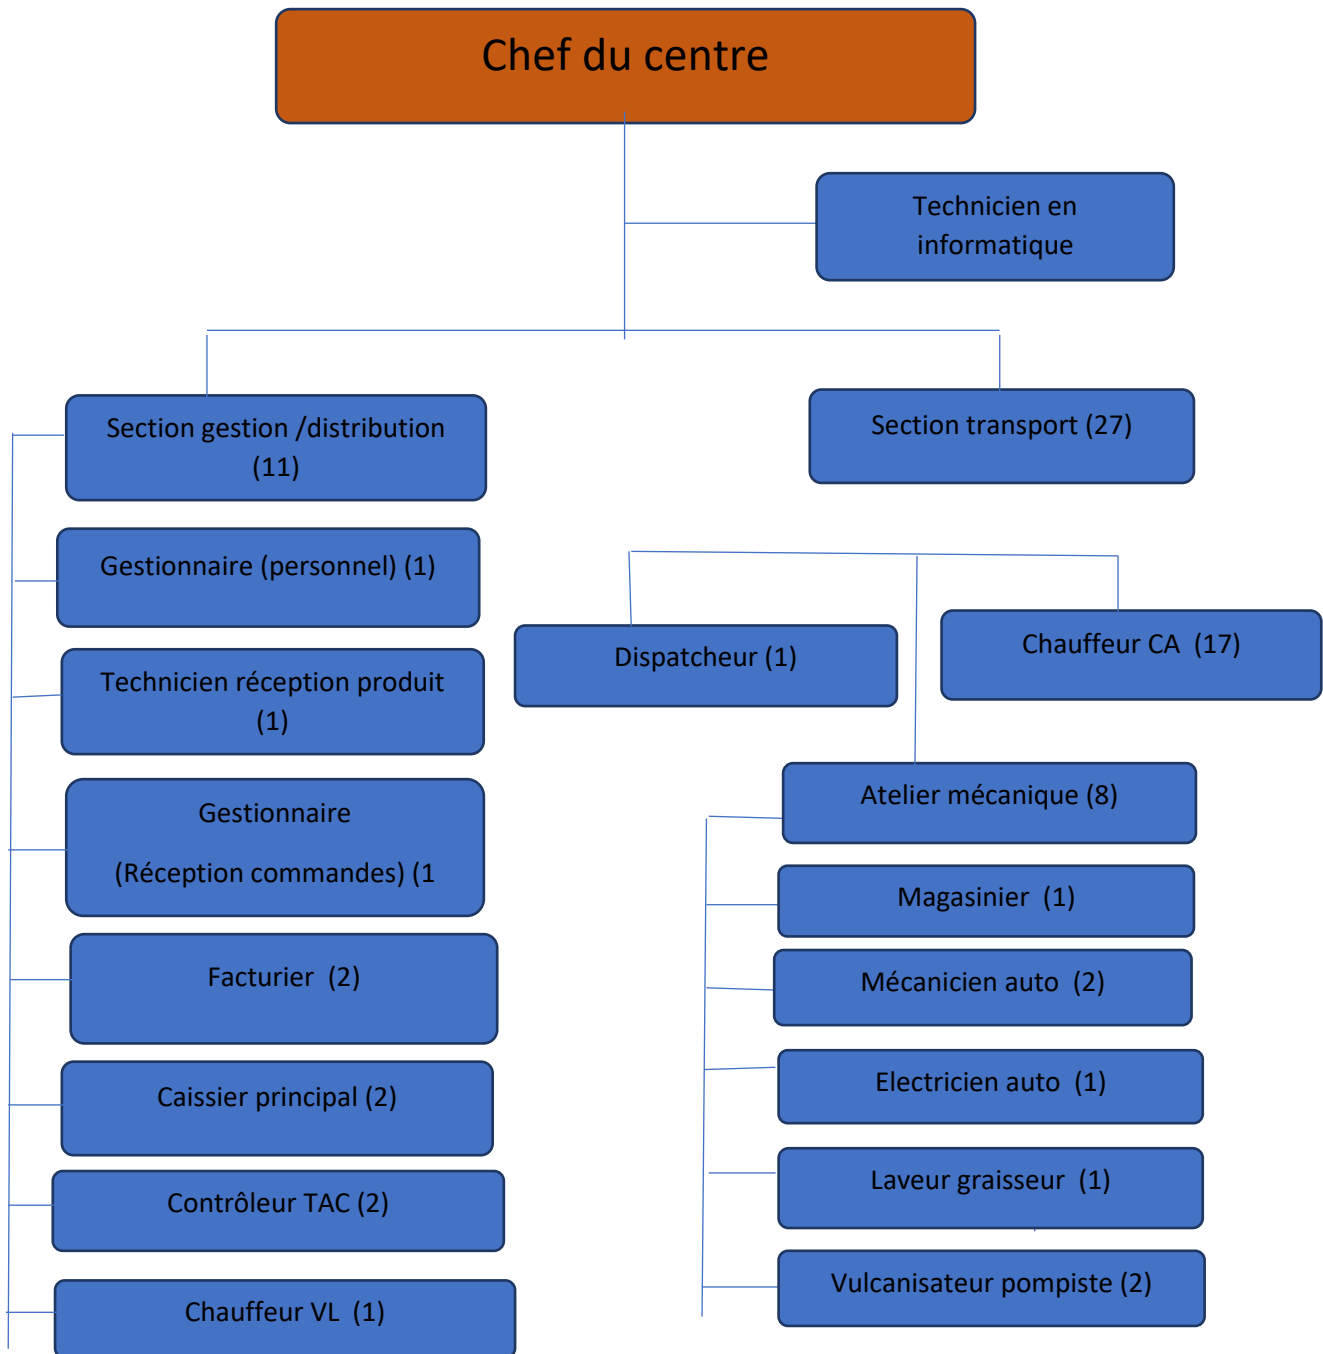 Chef du centre
Technicien en
informatique
Section gestion /distribution
(11)
Section transport (27)
Gestionnaire (personnel) (1)
Technicien réception produit
(1)
Gestionnaire
(Réception commandes) (1
Facturier (2)
Caissier principal (2)
Contrôleur TAC (2)
Chauffeur VL (1)
Dispatcheur (1)
Chauffeur CA (17)
Atelier mécanique (8)
Magasinier (1)
Mécanicien auto (2)
Electricien auto (1)
Laveur graisseur (1)
Vulcanisateur pompiste (2)